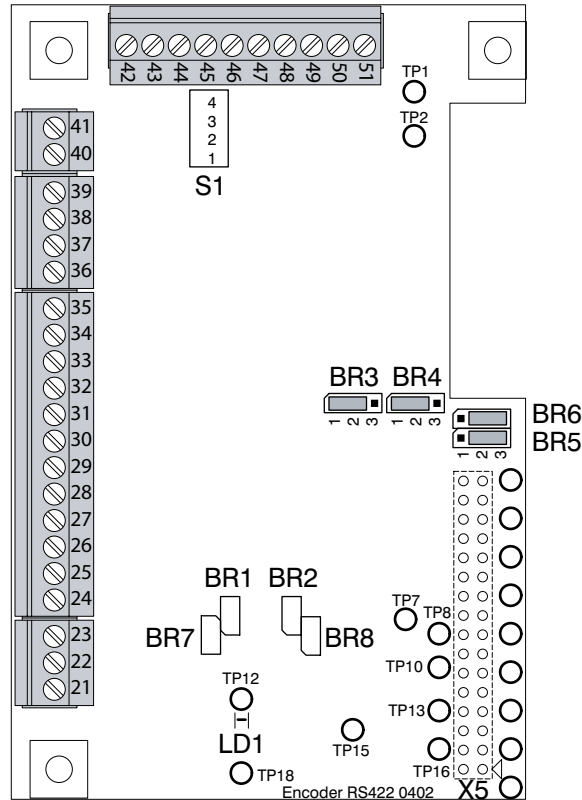 42 43 44 45 46 47 48 49 50 51
TP1
TP2
4
3
2
1
S1
41
40
39
38
37
36
35
34
33
32
31
30
29
28
27
26
25
24
23
22
21
BR3 BR4
1 2 3 1 2 3
BR6
BR5
1 2 3
BR1 BR2
BR7 BR8
TP7
TP8
TP10
TP12
LD1
TP13
TP15
TP18
TP16
X5
Encoder RS422 0402